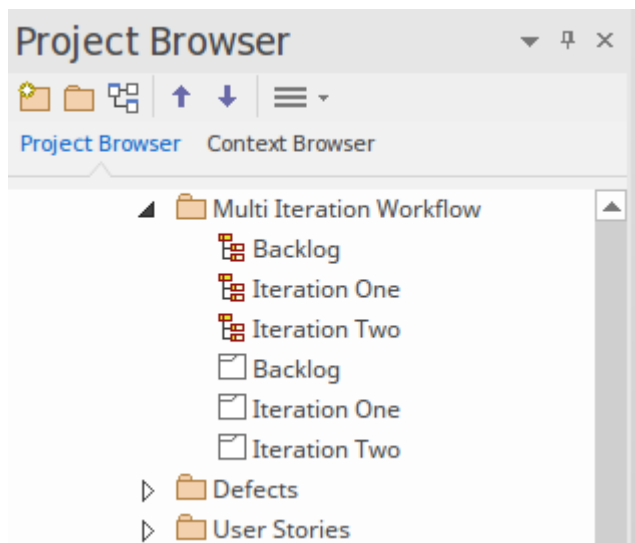 Project Browser
Project Browser Context Browser
Multi Iteration Workflow
Backlog
Iteration One
Iteration Two
Backlog
Iteration One
Iteration Two
Defects
User Stories